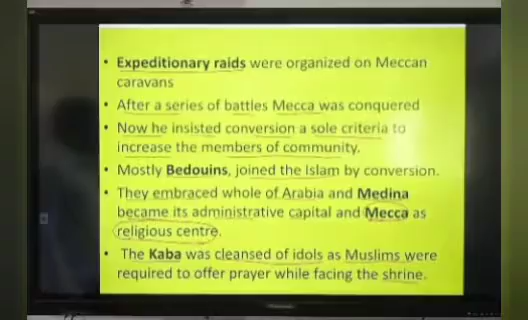 • Expeditionary raids were organized on Meccan
caravans
• After a series of battles Mecca was conquered
• Now he insisted conversion a sole criteria to
increase the members of community.
• Mostly Bedouins, joined the Islam by conversion.
• They embraced whole of Arabia and Medina
became its administrative capital and Mecca as
religious centre.
• The Kaba was cleansed of idols as Muslims were
required to offer prayer while facing the shrine.